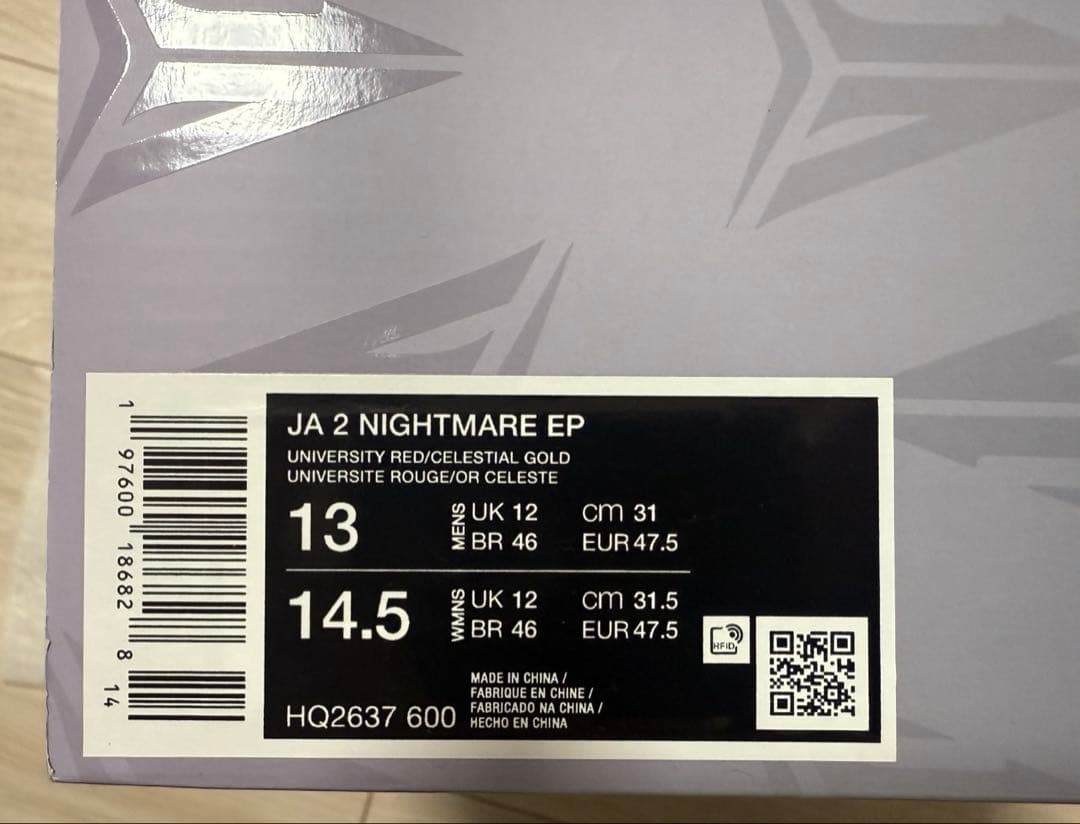 JA 2 NIGHTMARE EP
UNIVERSITY RED/CELESTIAL GOLD
UNIVERSITE ROUGE/OR CELESTE
13 MENS UK 12 cm 31
BR 46 EUR 47.5
14.5 WMNS UK 12 cm 31.5
BR 46 EUR 47.5
RFID
MADE IN CHINA /
FABRIQUE EN CHINE /
FABRICADO NA CHINA /
HECHO EN CHINA
HQ2637 600
1 97600 18682 8 14